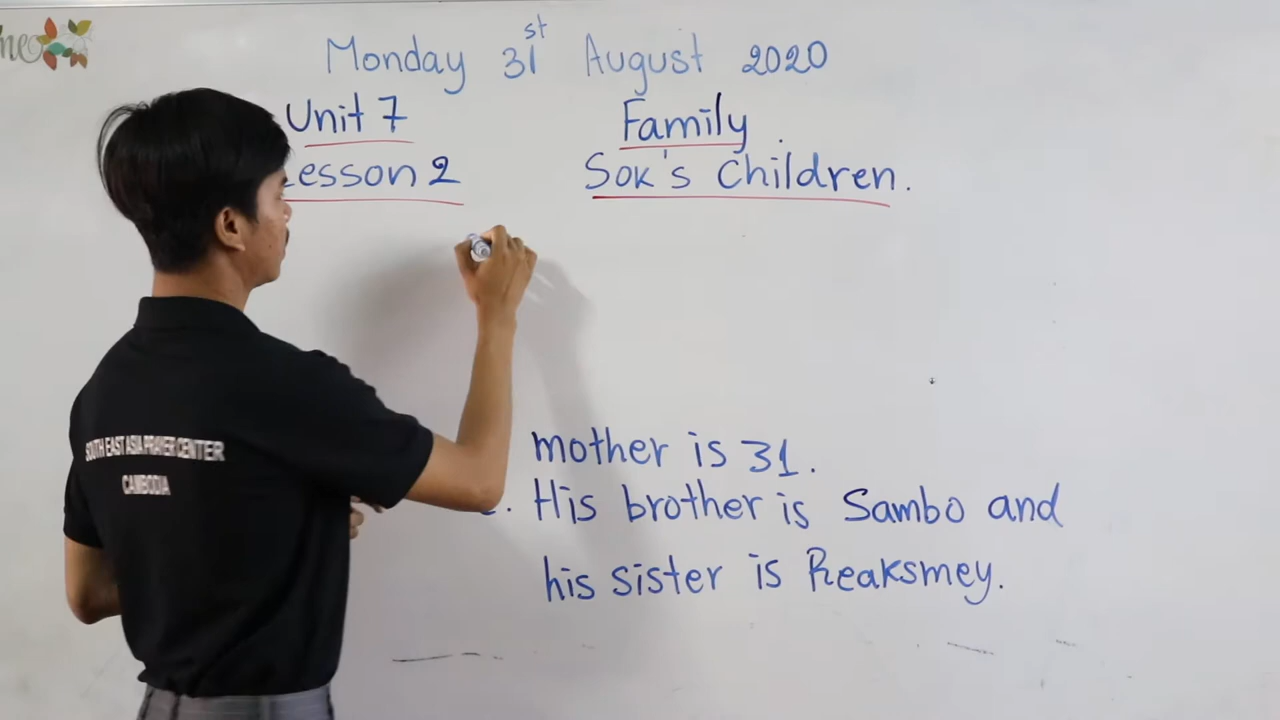 Monday 31st August 2020
Unit 7 Family.
Lesson 2 Sok's Children.
mother is 31.
His brother is Sambo and
his sister is Reaksmey.
SOUTH EAST ASIA PRAYER CENTER
CAMBODIA